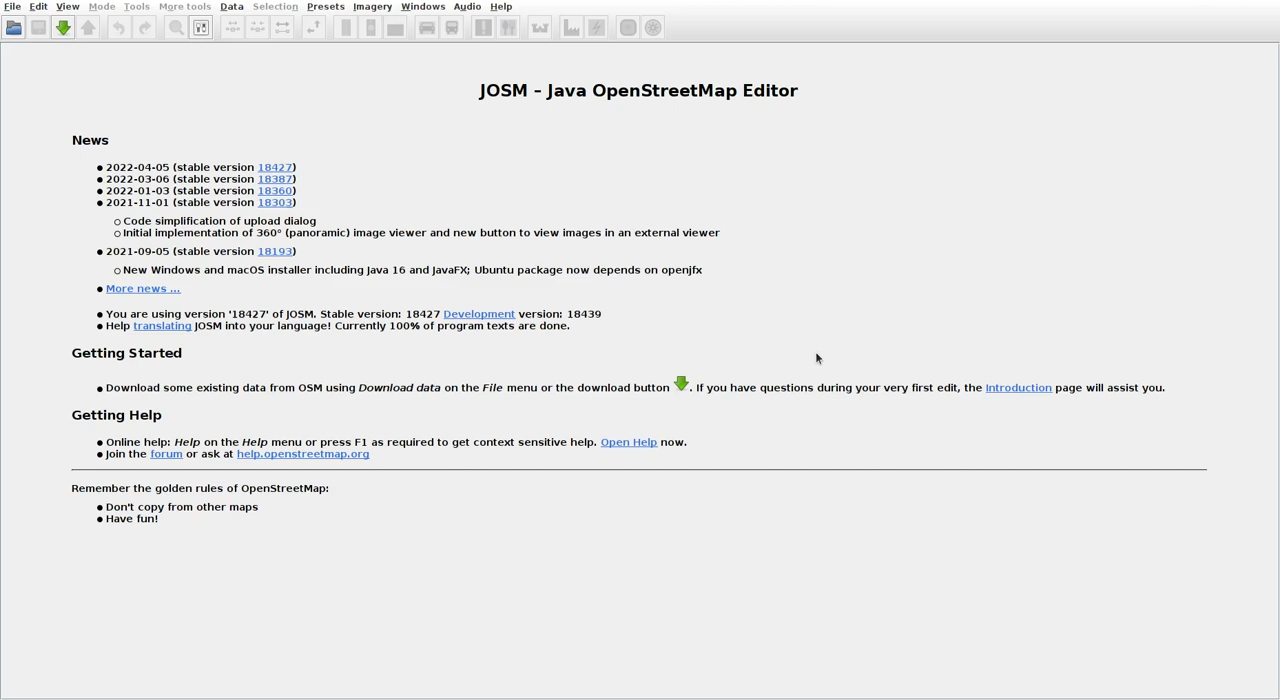 File Edit View Mode Tools More tools Data Selection Presets Imagery Windows Audio Help
JOSM – Java OpenStreetMap Editor
News
2022-04-05 (stable version 18427)
2022-03-06 (stable version 18387)
2022-01-03 (stable version 18360)
2021-11-01 (stable version 18303)
Code simplification of upload dialog
Initial implementation of 360° (panoramic) image viewer and new button to view images in an external viewer
2021-09-05 (stable version 18193)
New Windows and macOS installer including Java 16 and JavaFX; Ubuntu package now depends on openjfx
More news ...
You are using version '18427' of JOSM. Stable version: 18427 Development version: 18439
Help translating JOSM into your language! Currently 100% of program texts are done.
Getting Started
Download some existing data from OSM using Download data on the File menu or the download button . If you have questions during your very first edit, the Introduction page will assist you.
Getting Help
Online help: Help on the Help menu or press F1 as required to get context sensitive help. Open Help now.
Join the forum or ask at help.openstreetmap.org
Remember the golden rules of OpenStreetMap:
Don't copy from other maps
Have fun!